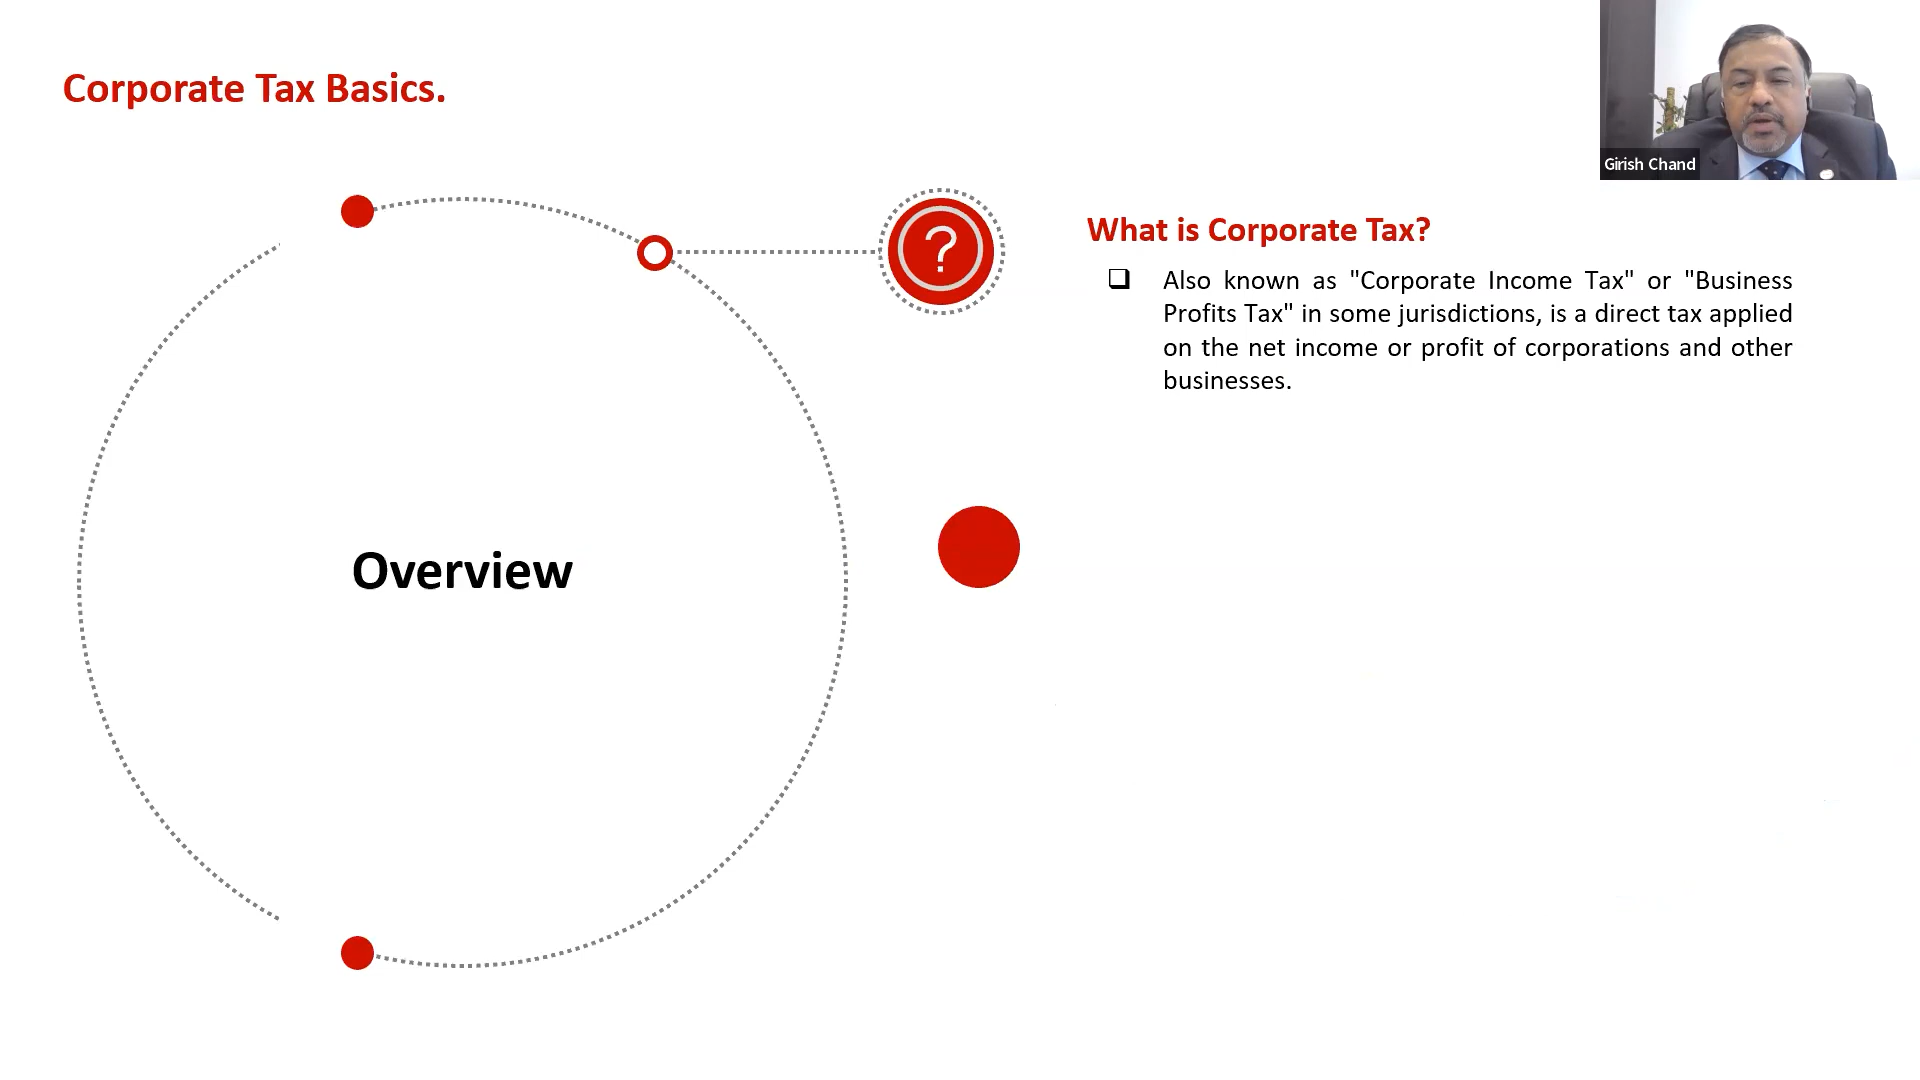 Corporate Tax Basics.
Girish Chand
?
What is Corporate Tax?
Also known as "Corporate Income Tax" or "Business
Profits Tax" in some jurisdictions, is a direct tax applied
on the net income or profit of corporations and other
businesses.
Overview